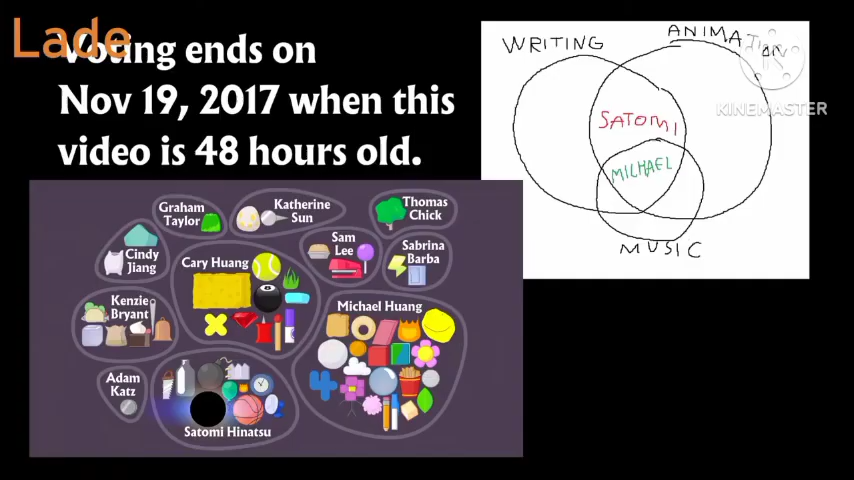 Lade
Voting ends on
Nov 19, 2017 when this
video is 48 hours old.
WRITING
ANIMATION
KINEMASTER
SATOMI
MICHAEL
MUSIC
Graham
Taylor
Katherine
Sun
Thomas
Chick
Cindy
Jiang
Cary Huang
Sam
Lee
Sabrina
Barba
Kenzie
Bryant
Michael Huang
Adam
Katz
Satomi Hinatsu